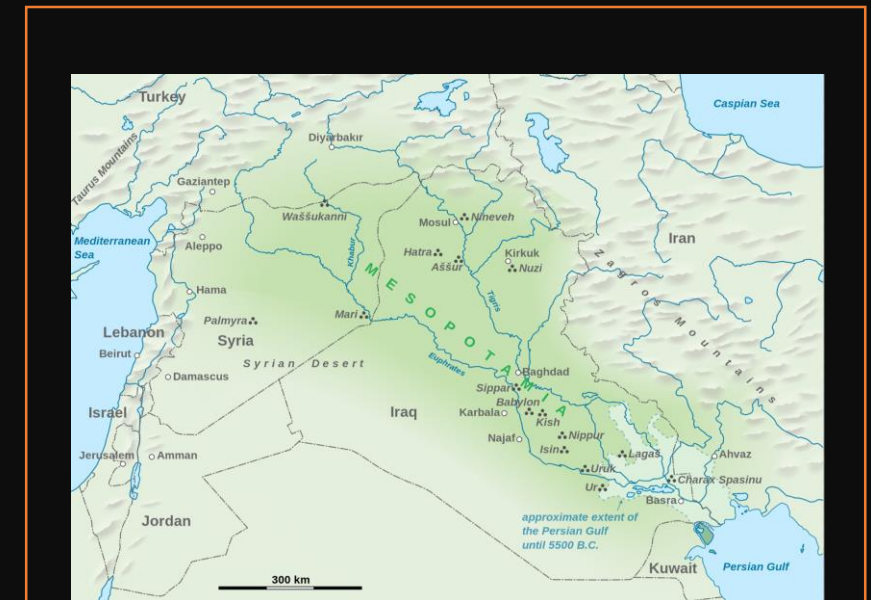 Turkey
Caspian Sea
Diyarbakır
Taurus Mountains
Gaziantep
Waššukanni
Mosul
Nineveh
Mediterranean
Sea
Aleppo
Khabur
Hatra
Aššur
Kirkuk
Nuzi
Iran
Zagros Mountains
MESOPOTAMIA
Tigris
Hama
Palmyra
Mari
Lebanon
Syria
Beirut
Syrian Desert
Euphrates
Baghdad
Damascus
Sippar
Babylon
Israel
Iraq
Karbala
Kish
Najaf
Nippur
Jerusalem
Amman
Isin
Lagaš
Ahvaz
Uruk
Ur
Charax Spasinu
Basra
Jordan
approximate extent of
the Persian Gulf
until 5500 B.C.
Kuwait
Persian Gulf
300 km